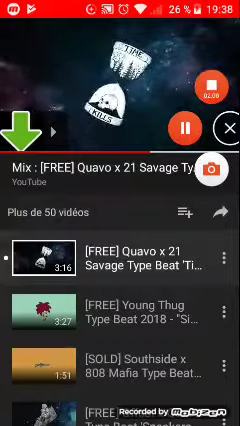 26 % 19:38
TIME
KILLS
02:00
Mix : [FREE] Quavo x 21 Savage Ty
YouTube
Plus de 50 vidéos
[FREE] Quavo x 21
Savage Type Beat 'Ti...
3:16
[FREE] Young Thug
Type Beat 2018 - "Si...
3:27
[SOLD] Southside x
808 Mafia Type Beat...
1:51
[FREE]
Recorded by Mobizen